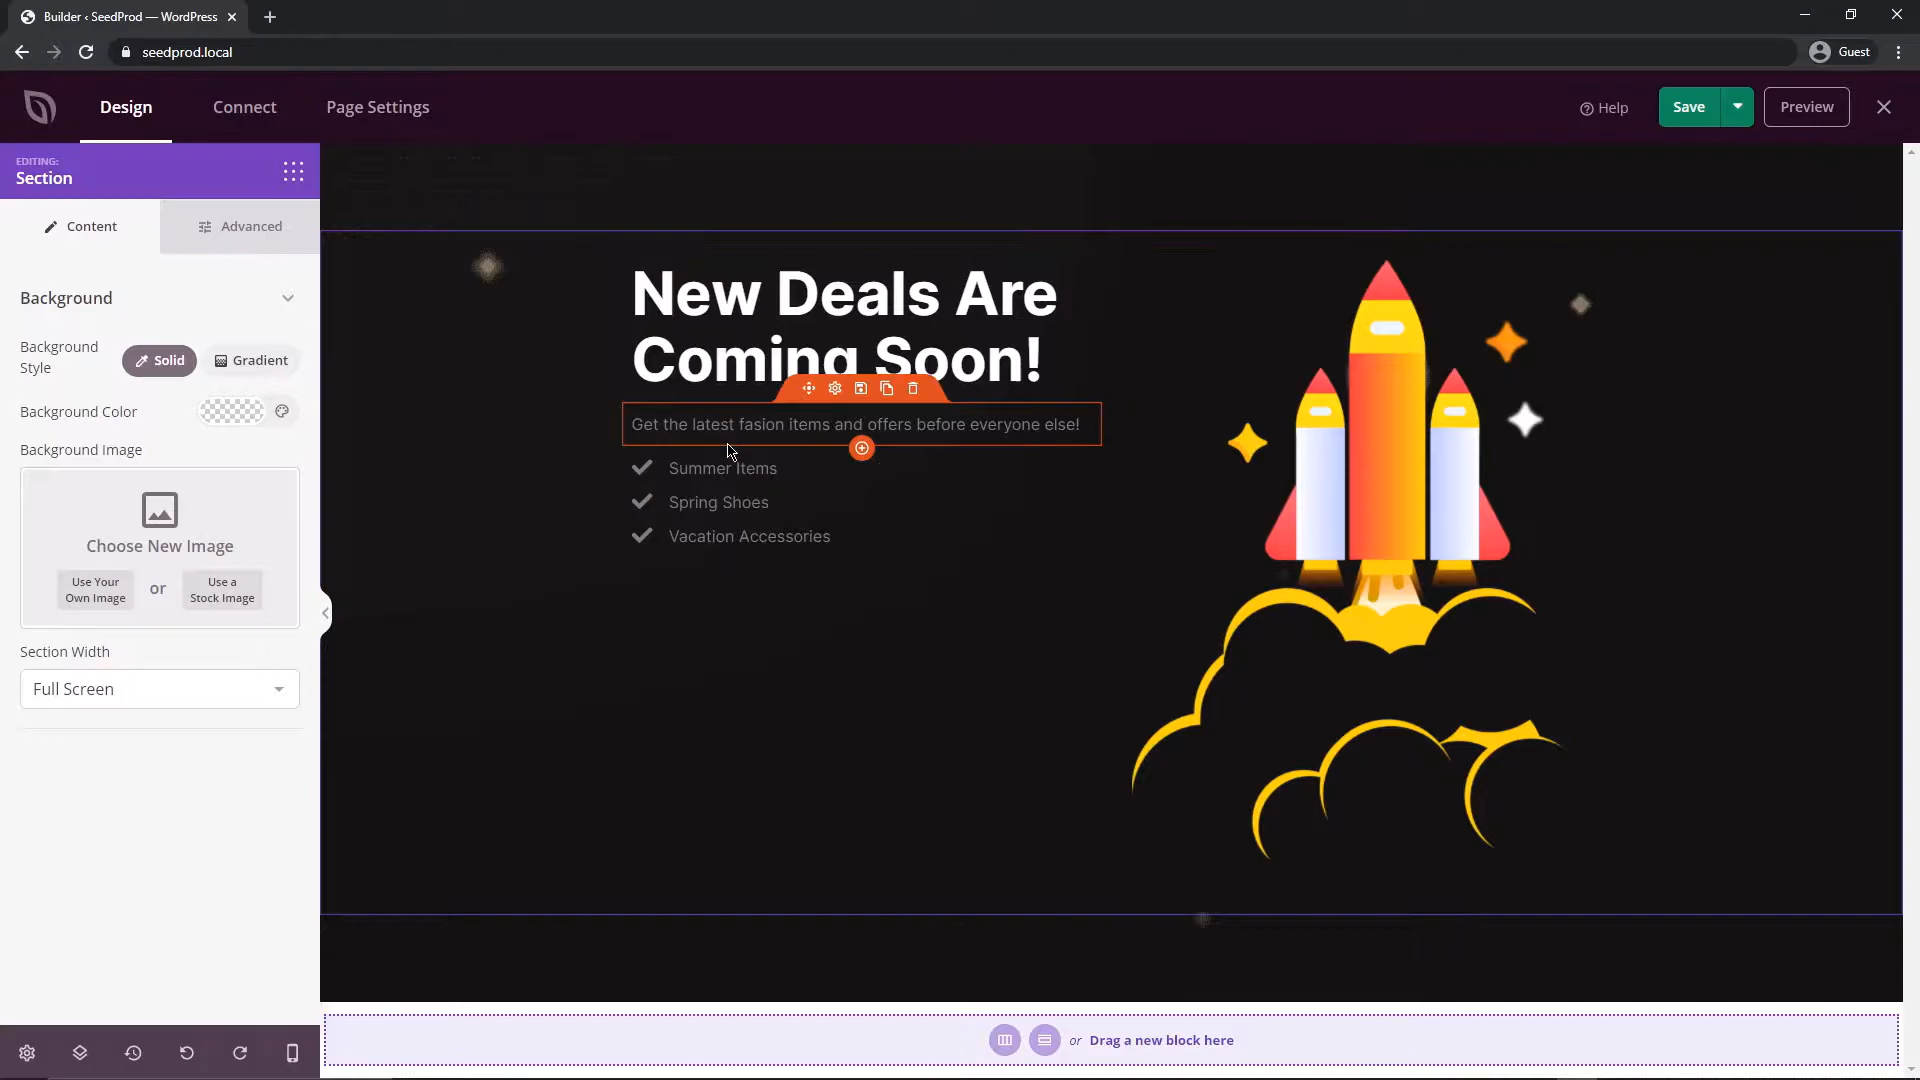 Builder ‹ SeedProd — WordPress
seedprod.local
Guest
Design
Connect
Page Settings
Help
Save
Preview
EDITING:
Section
Content
Advanced
Background
Background
Style
Solid
Gradient
Background Color
Background Image
Choose New Image
Use Your
Own Image
or
Use a
Stock Image
Section Width
Full Screen
New Deals Are
Coming Soon!
Get the latest fasion items and offers before everyone else!
Summer Items
Spring Shoes
Vacation Accessories
or Drag a new block here